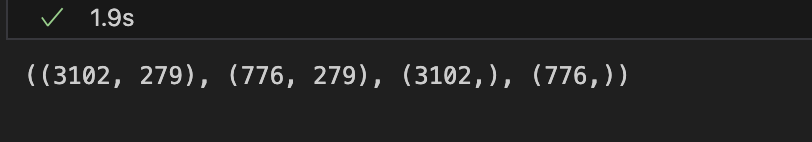 1.9s
((3102, 279), (776, 279), (3102,), (776,))